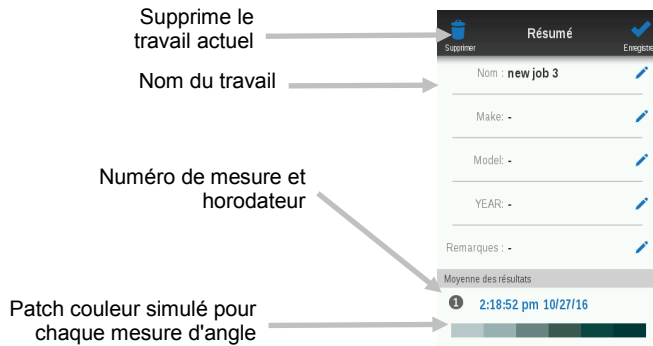 Supprime le
travail actuel
Nom du travail
Numéro de mesure et
horodateur
Patch couleur simulé pour
chaque mesure d'angle
Supprimer
Résumé
Enregistre
Nom : new job 3
Make: -
Model: -
YEAR: -
Remarques : -
Moyenne des résultats
1 2:18:52 pm 10/27/16